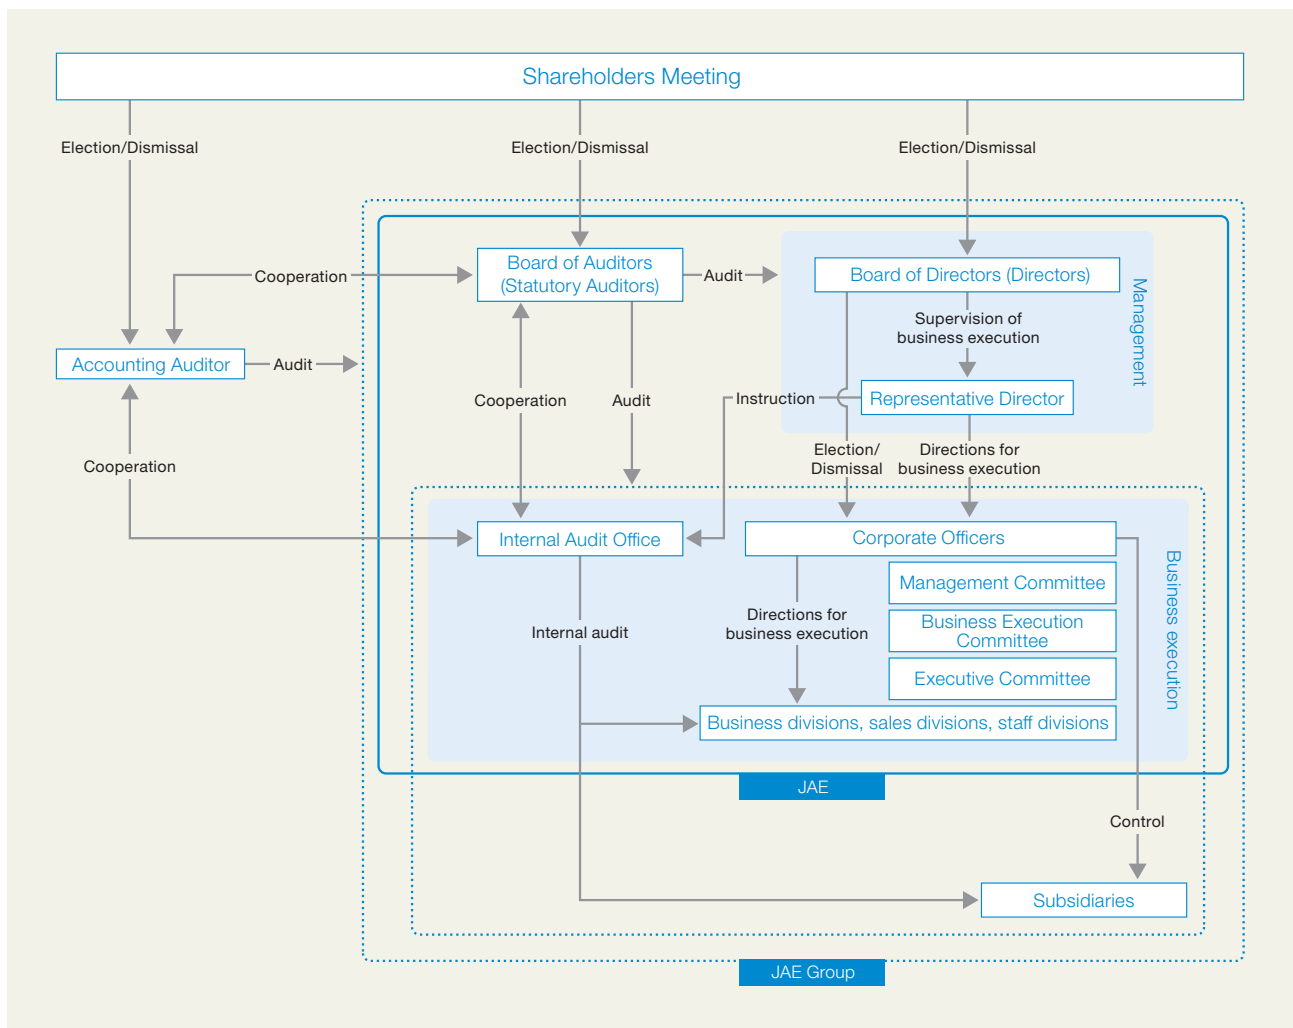 Shareholders Meeting
Election/Dismissal
Election/Dismissal
Election/Dismissal
Cooperation
Board of Auditors
(Statutory Auditors)
Audit
Board of Directors (Directors)
Management
Supervision of
business execution
Accounting Auditor
Audit
Cooperation
Audit
Instruction
Representative Director
Cooperation
Election/
Dismissal
Directions for
business execution
Internal Audit Office
Corporate Officers
Business execution
Management Committee
Business Execution
Committee
Executive Committee
Internal audit
Directions for
business execution
Business divisions, sales divisions, staff divisions
JAE
Control
Subsidiaries
JAE Group